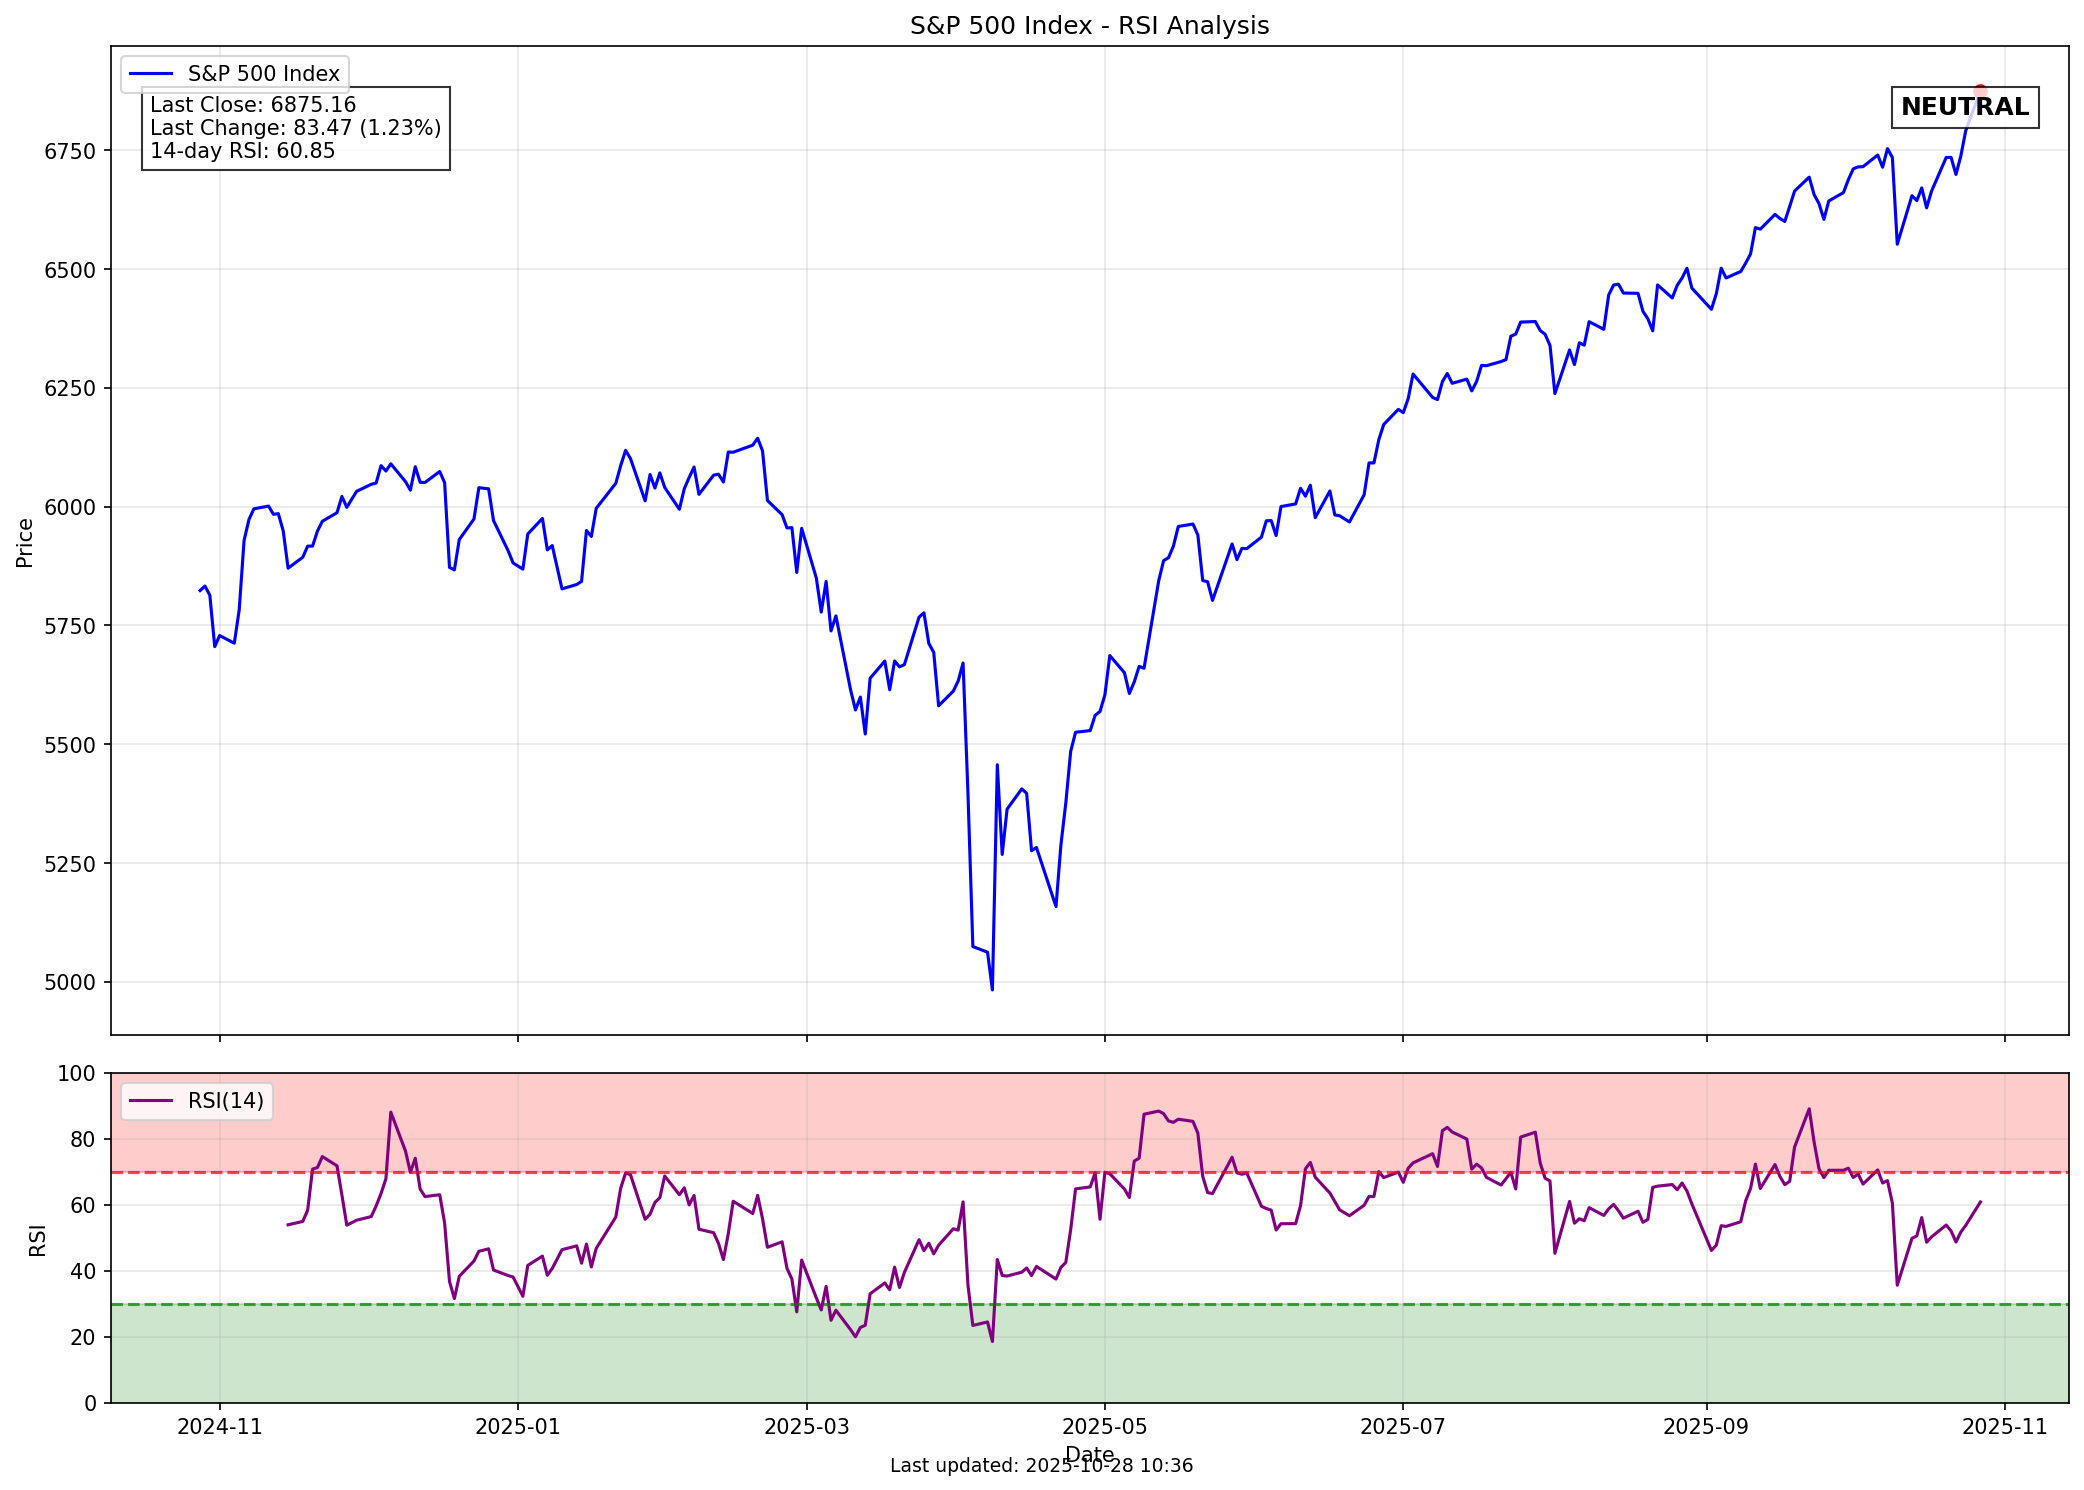 S&P 500 Index - RSI Analysis
S&P 500 Index
Last Close: 6875.16
Last Change: 83.47 (1.23%)
14-day RSI: 60.85
NEUTRAL
Price
6750
6500
6250
6000
5750
5500
5250
5000
RSI(14)
RSI
100
80
60
40
20
0
2024-11
2025-01
2025-03
2025-05
2025-07
2025-09
2025-11
Date
Last updated: 2025-10-28 10:36